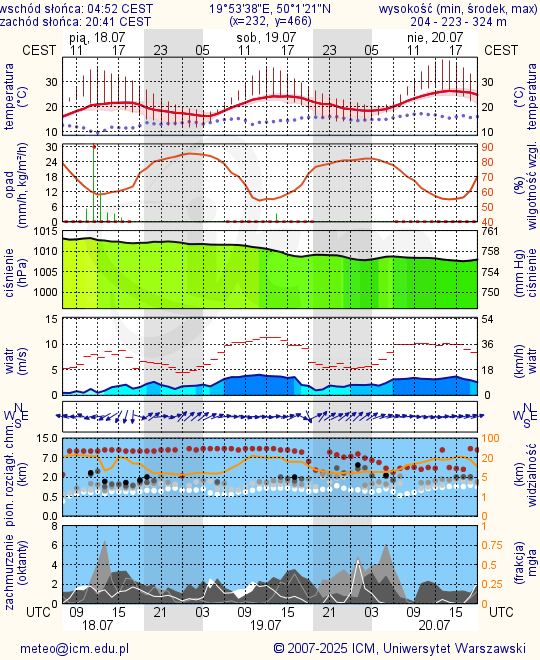 wschód słońca: 04:52 CEST 19°53'38"E, 50°1'21"N wysokość (min, środek, max)
zachód słońca: 20:41 CEST (x=232, y=466) 204 - 223 - 324 m
pią, 18.07 sob, 19.07 nie, 20.07
CEST 11 17 23 05 11 17 23 05 11 17 CEST
temperatura (°C)
30
20
10
30
20
10
temperatura (°C)
opad (mm/h, kg/m²/h)
30
24
18
12
6
0
90
80
70
60
50
40
wilgotność wzgl. (%)
ciśnienie (hPa)
1015
1010
1005
1000
761
758
754
750
(mm Hg) ciśnienie
wiatr (m/s)
15
10
5
0
54
36
18
0
(km/h) wiatr
N
W E
S
N
W E
S
pion. rozciągł. chm. (km)
15.0
7.0
2.0
0.5
0.0
100
20
5
1
0
(km) widzialność
zachmurzenie (oktanty)
8
6
4
2
0
1
0.75
0.5
0.25
0
(frakcja) mgła
UTC 09 15 21 03 09 15 21 03 09 15 UTC
18.07 19.07 20.07
meteo@icm.edu.pl © 2007-2025 ICM, Uniwersytet Warszawski